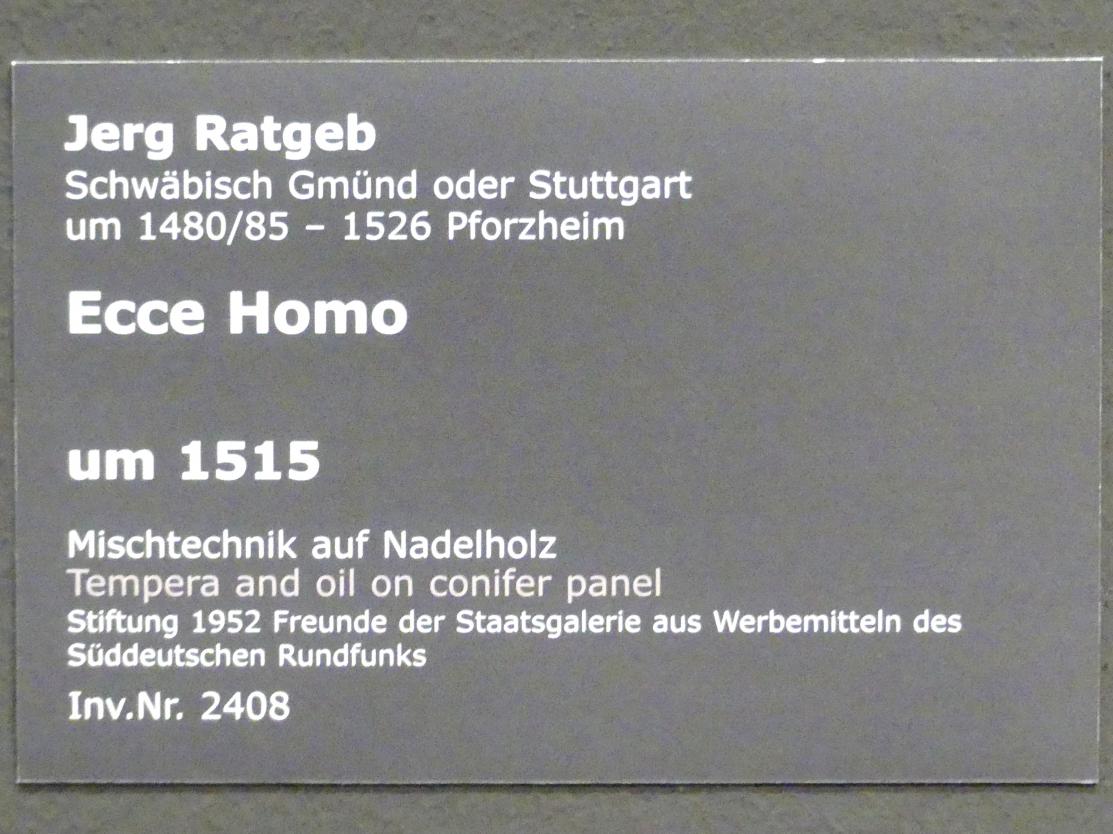 Jerg Ratgeb
Schwäbisch Gmünd oder Stuttgart
um 1480/85 – 1526 Pforzheim
Ecce Homo
um 1515
Mischtechnik auf Nadelholz
Tempera and oil on conifer panel
Stiftung 1952 Freunde der Staatsgalerie aus Werbemitteln des
Süddeutschen Rundfunks
Inv.Nr. 2408